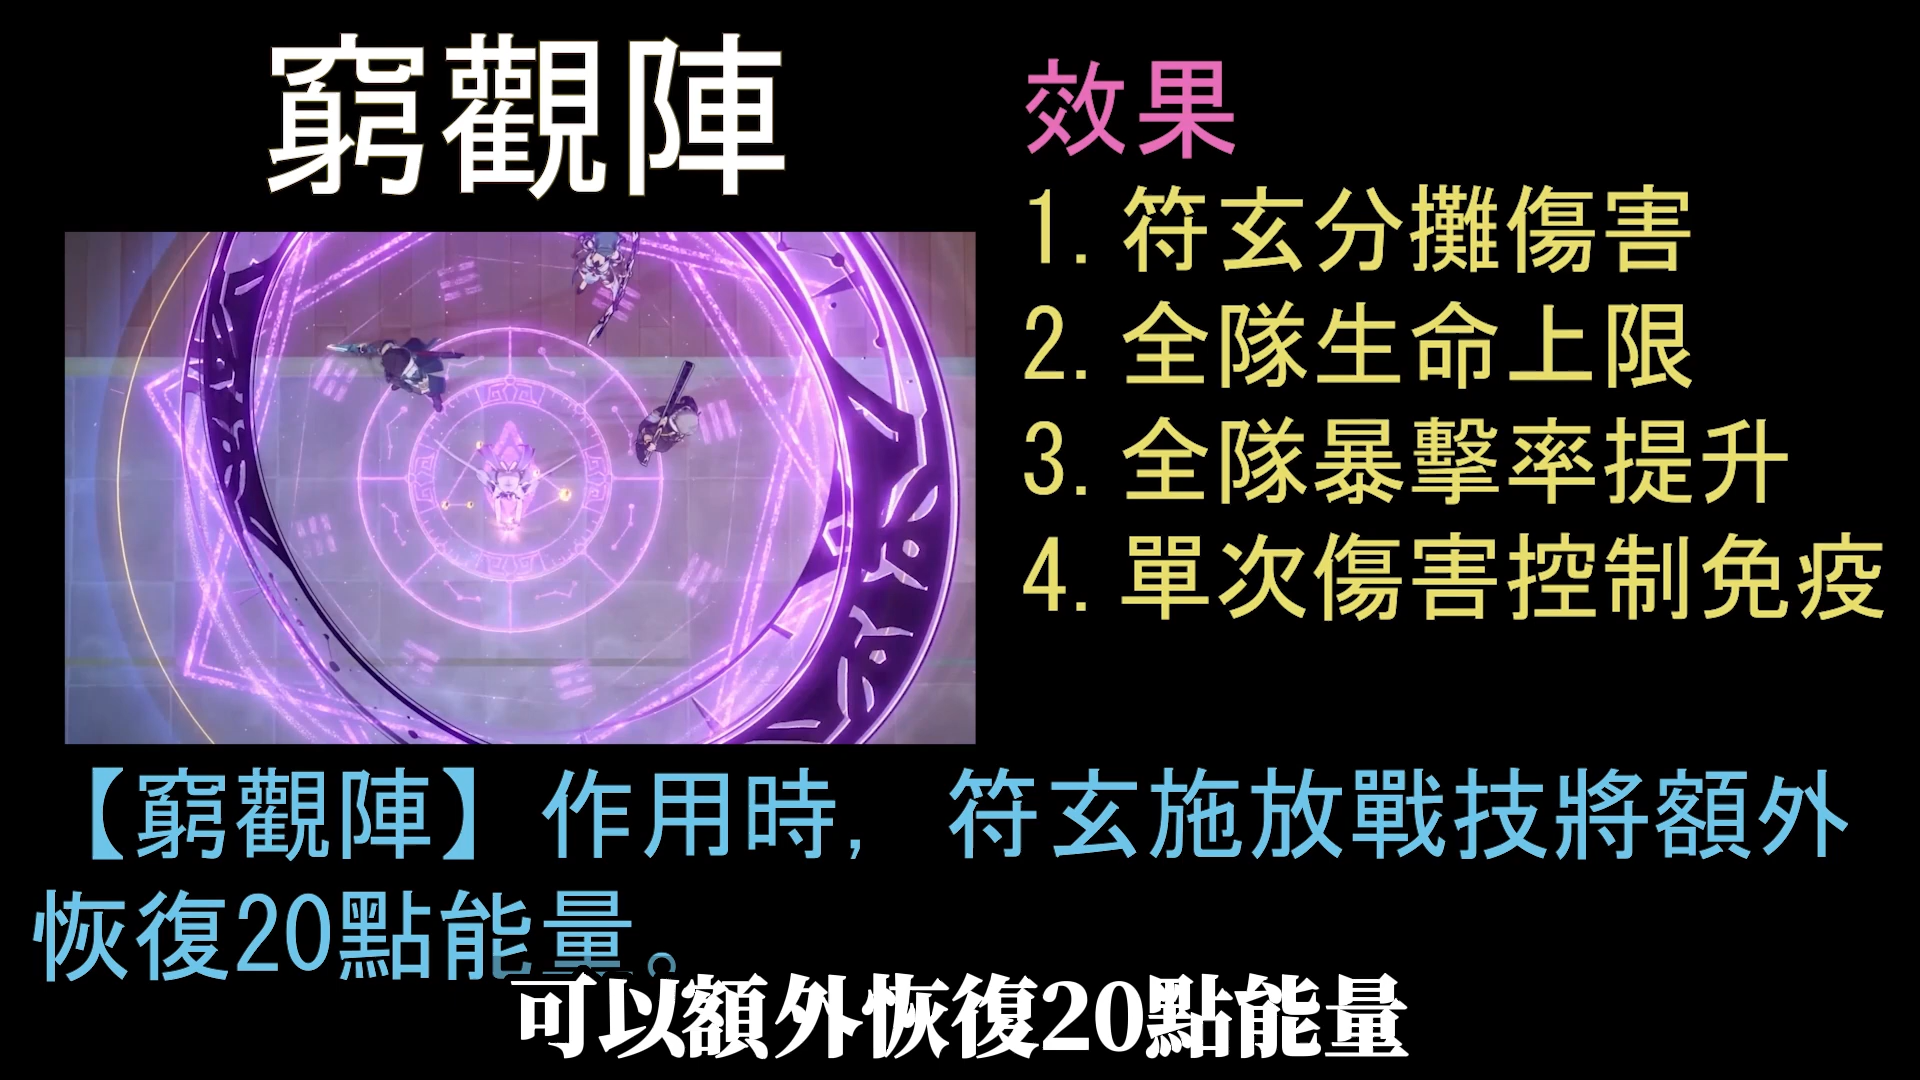 窮觀陣
效果
1.符玄分攤傷害
2.全隊生命上限
3.全隊暴擊率提升
4.單次傷害控制免疫
【窮觀陣】作用時, 符玄施放戰技將額外
恢復20點能量。
可以額外恢復20點能量